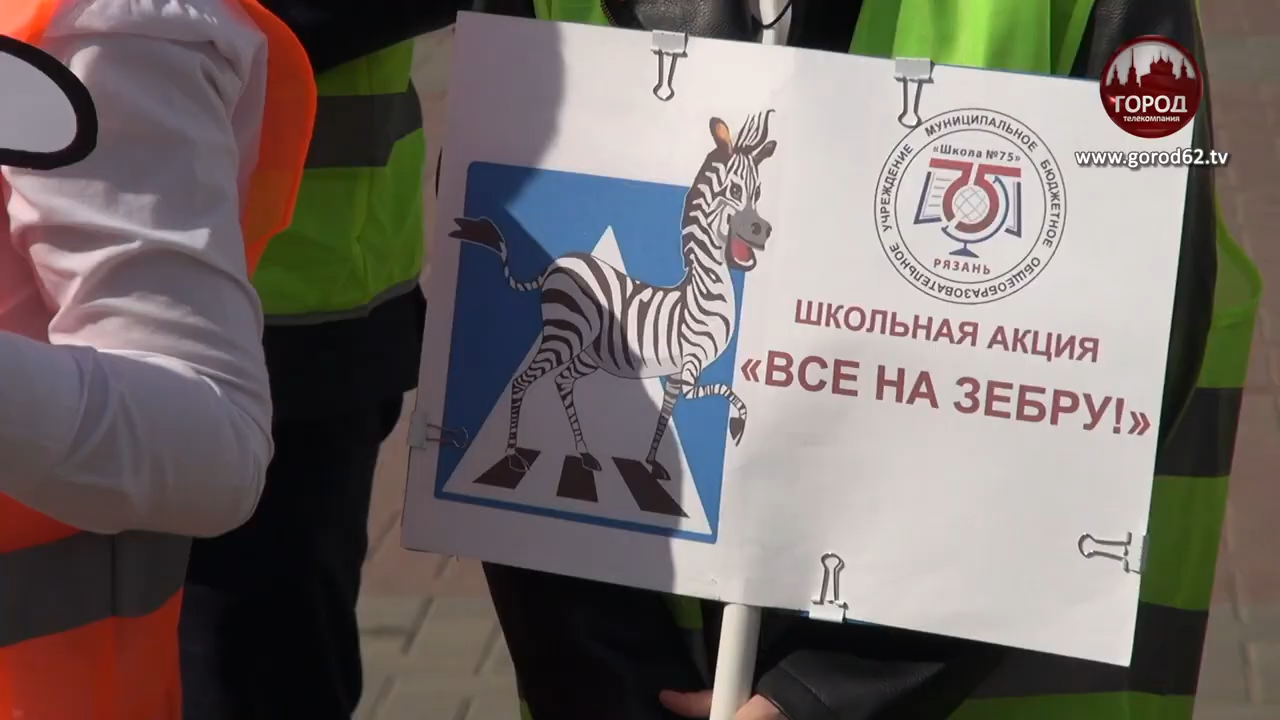 ГОРОД
телекомпания
www.gorod62.tv
МУНИЦИПАЛЬНОЕ БЮДЖЕТНОЕ ОБЩЕОБРАЗОВАТЕЛЬНОЕ УЧРЕЖДЕНИЕ
«Школа №75»
75
РЯЗАНЬ
ШКОЛЬНАЯ АКЦИЯ
«ВСЕ НА ЗЕБРУ!»